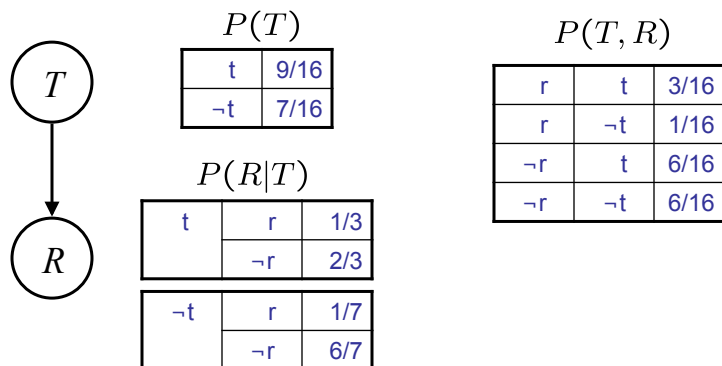 P(T)
T
t 9/16
¬t 7/16
P(R|T)
R
t r 1/3
¬r 2/3
¬t r 1/7
¬r 6/7
P(T, R)
r t 3/16
r ¬t 1/16
¬r t 6/16
¬r ¬t 6/16